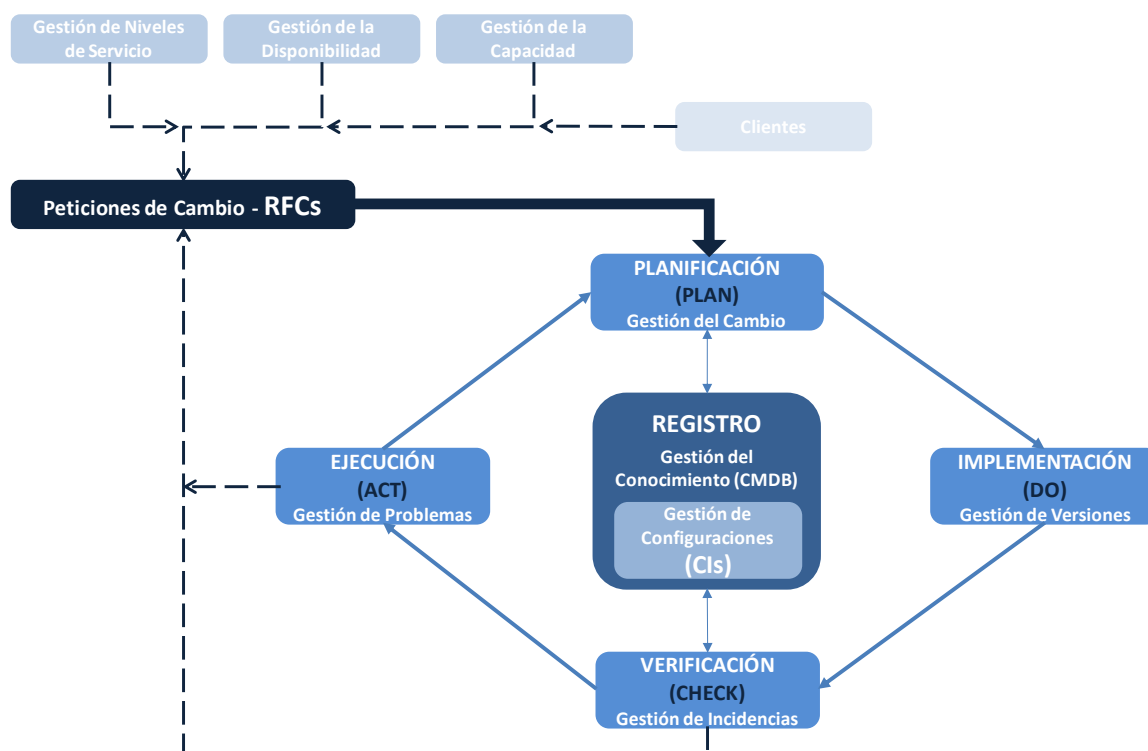 Gestión de Niveles
de Servicio
Gestión de la
Disponibilidad
Gestión de la
Capacidad
Clientes
Peticiones de Cambio - RFCs
PLANIFICACIÓN
(PLAN)
Gestión del Cambio
REGISTRO
Gestión del
Conocimiento (CMDB)
Gestión de
Configuraciones
(CIs)
EJECUCIÓN
(ACT)
Gestión de Problemas
IMPLEMENTACIÓN
(DO)
Gestión de Versiones
VERIFICACIÓN
(CHECK)
Gestión de Incidencias